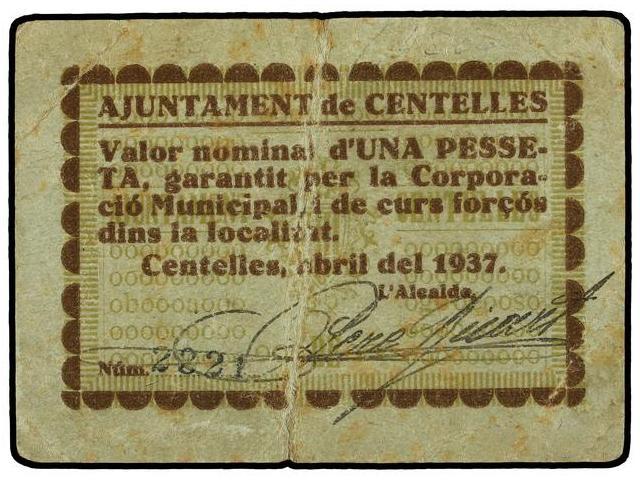 AJUNTAMENT de CENTELLES
Valor nominal d'UNA PESSE-
TA, garantit per la Corpora-
ció Municipal, i de curs forçós
dins la localitat.
Centelles, abril del 1937.
L'Alcalde,
Núm. 2821